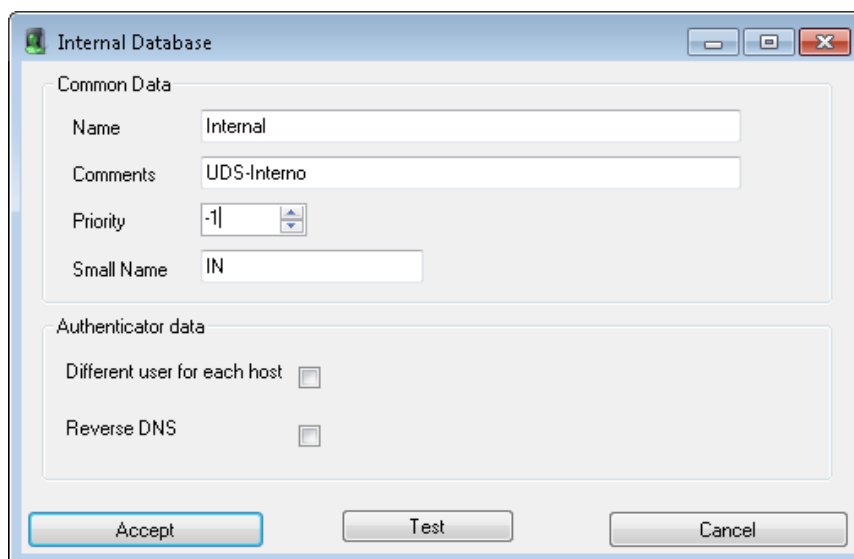 Internal Database
Common Data
Name Internal
Comments UDS-Interno
Priority -1
Small Name IN
Authenticator data
Different user for each host
Reverse DNS
Accept Test Cancel